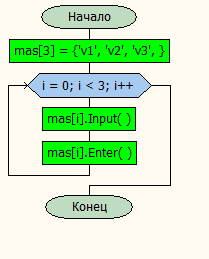 Начало
mas[3] = {'v1', 'v2', 'v3', }
i = 0; i < 3; i++
mas[i].Input( )
mas[i].Enter( )
Конец